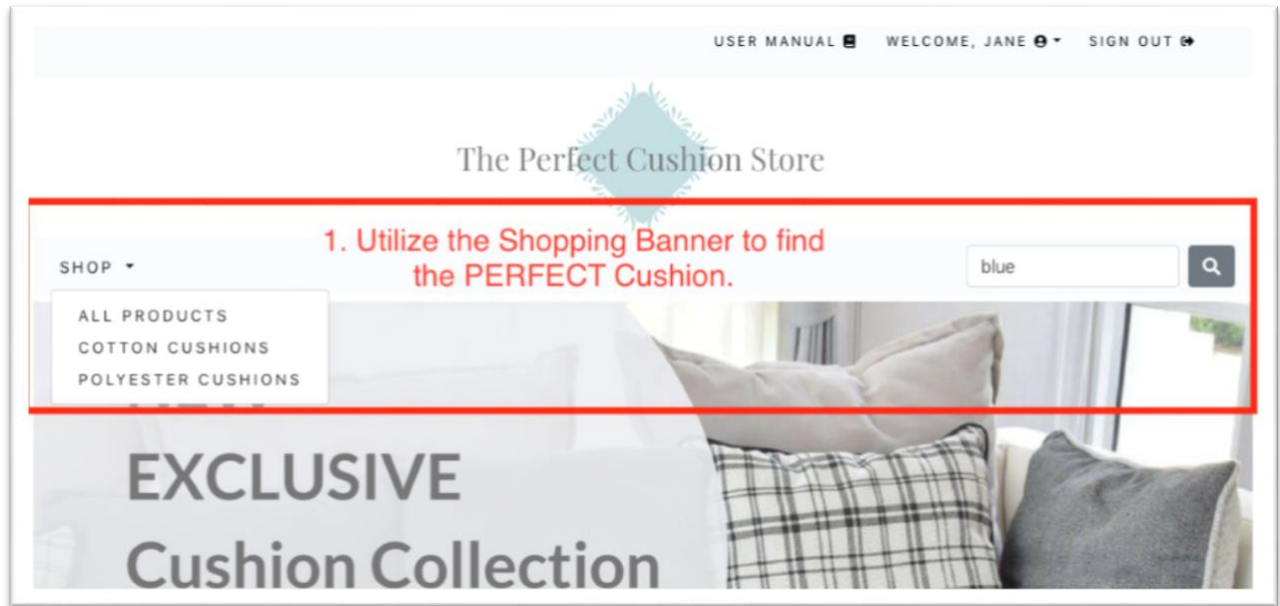 USER MANUAL WELCOME, JANE SIGN OUT
The Perfect Cushion Store
1. Utilize the Shopping Banner to find
the PERFECT Cushion.
SHOP
blue
ALL PRODUCTS
COTTON CUSHIONS
POLYESTER CUSHIONS
EXCLUSIVE
Cushion Collection